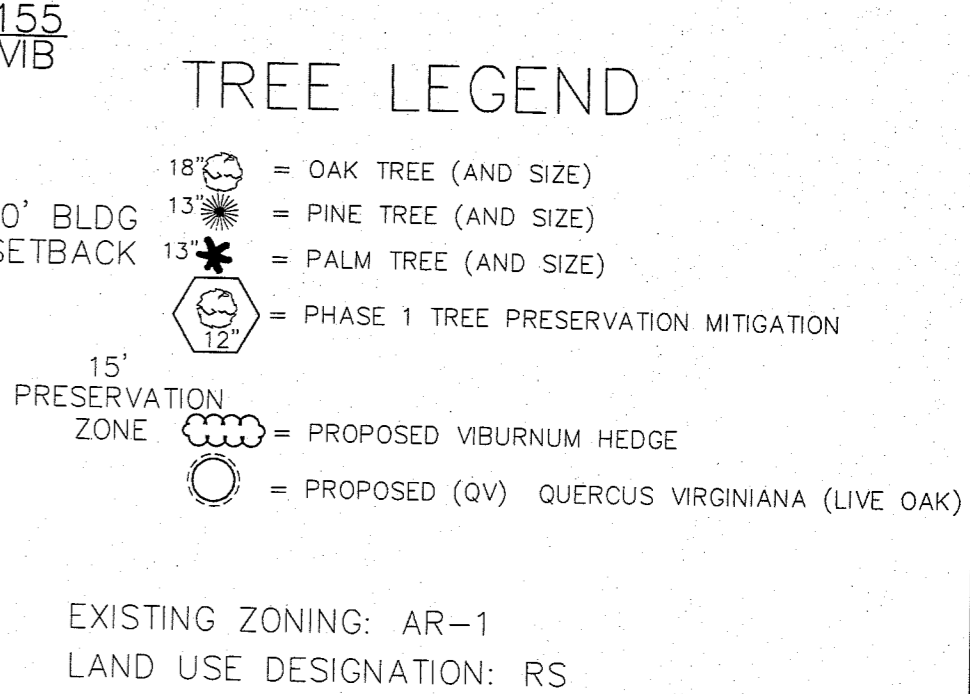 155
VIB
TREE LEGEND
18" = OAK TREE (AND SIZE)
13" = PINE TREE (AND SIZE)
0' BLDG
SETBACK
13" = PALM TREE (AND SIZE)
12" = PHASE 1 TREE PRESERVATION MITIGATION
15'
PRESERVATION
ZONE
= PROPOSED VIBURNUM HEDGE
= PROPOSED (QV) QUERCUS VIRGINIANA (LIVE OAK)
EXISTING ZONING: AR-1
LAND USE DESIGNATION: RS